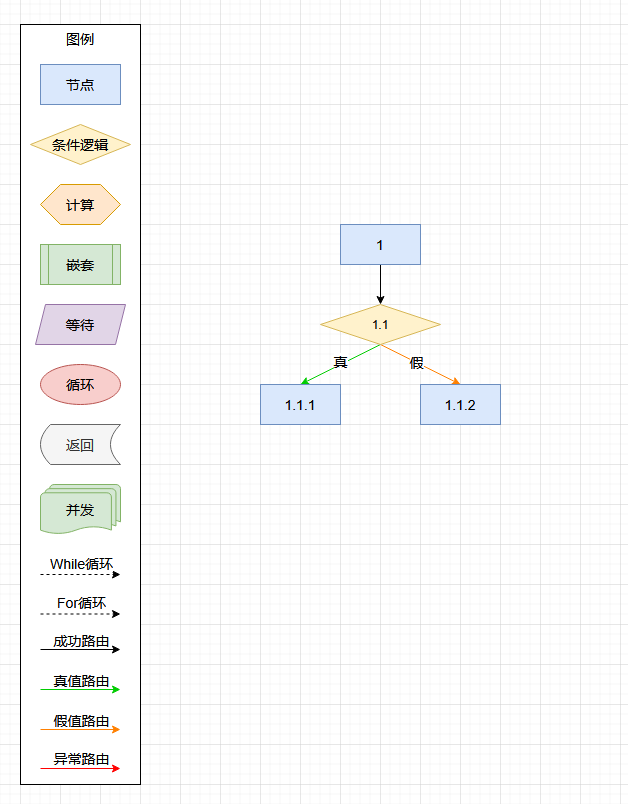 图例
节点
条件逻辑
计算
嵌套
等待
循环
返回
并发
While循环
For循环
成功路由
真值路由
假值路由
异常路由
1
1.1
真
假
1.1.1
1.1.2